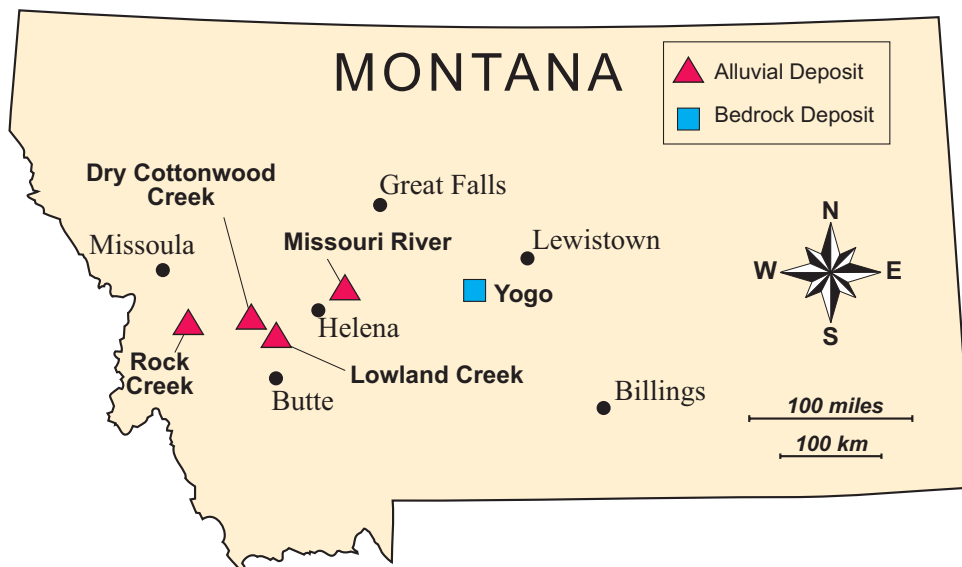 MONTANA
Alluvial Deposit
Bedrock Deposit
Dry Cottonwood
Creek
Great Falls
Missoula
Missouri River
Lewistown
N
W
E
S
Yogo
Helena
Rock
Creek
Lowland Creek
Butte
Billings
100 miles
100 km